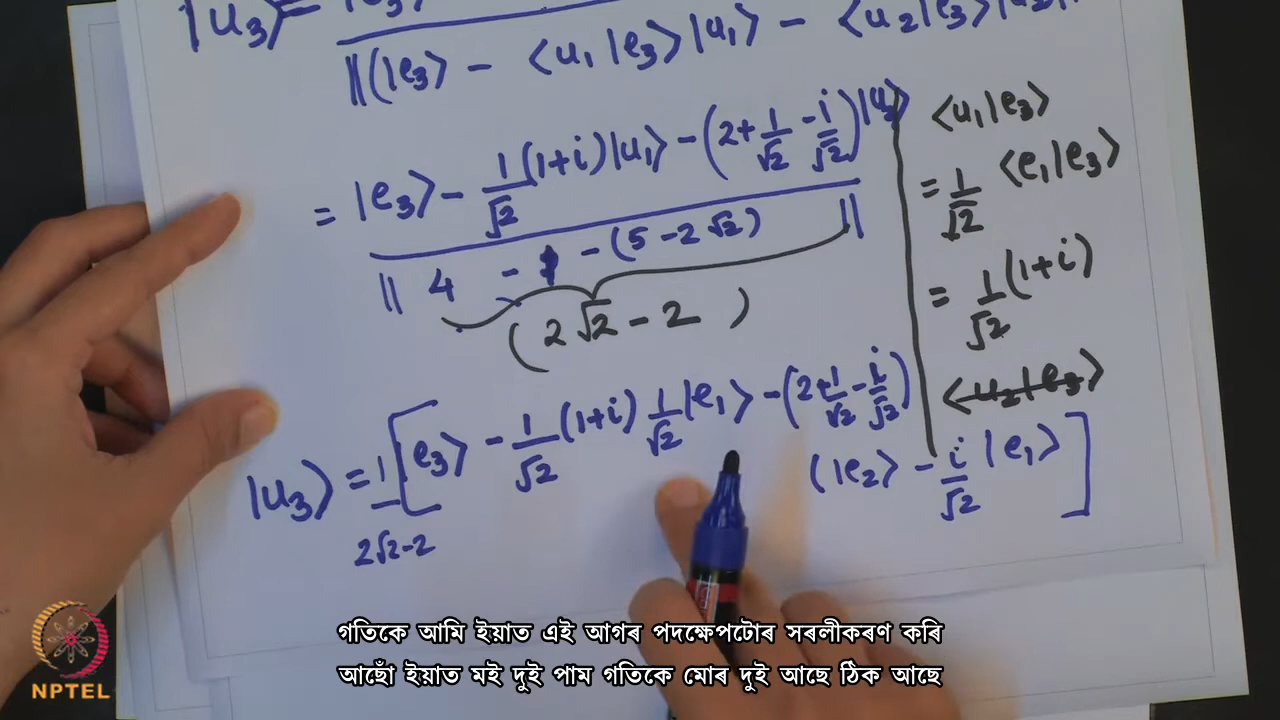 |u₃⟩ = |e₃⟩
||(|e₃⟩ - ⟨u₁|e₃⟩|u₁⟩ - ⟨u₂|e₃⟩|u₂⟩
= |e₃⟩ - 1/√2 (1+i)|u₁⟩ - (2 + 1/√2 - i/√2)|u₂⟩
|| 4 - 1 - (5 - 2√2) ||
(2√2 - 2)
⟨u₁|e₃⟩
= 1/√2 ⟨e₁|e₃⟩
= 1/√2 (1+i)
⟨u₂|e₃⟩
|u₃⟩ = 1/2√2-2 [e₃⟩ - 1/√2 (1+i) 1/√2 |e₁⟩ - (2 + 1/√2 - i/√2)
(|e₂⟩ - i/√2 |e₁⟩ ]
গতিকে আমি ইয়াত এই আগৰ পদক্ষেপটোৰ সৰলীকৰণ কৰি
আছোঁ ইয়াত মই দুই পাম গতিকে মোৰ দুই আছে ঠিক আছে
NPTEL